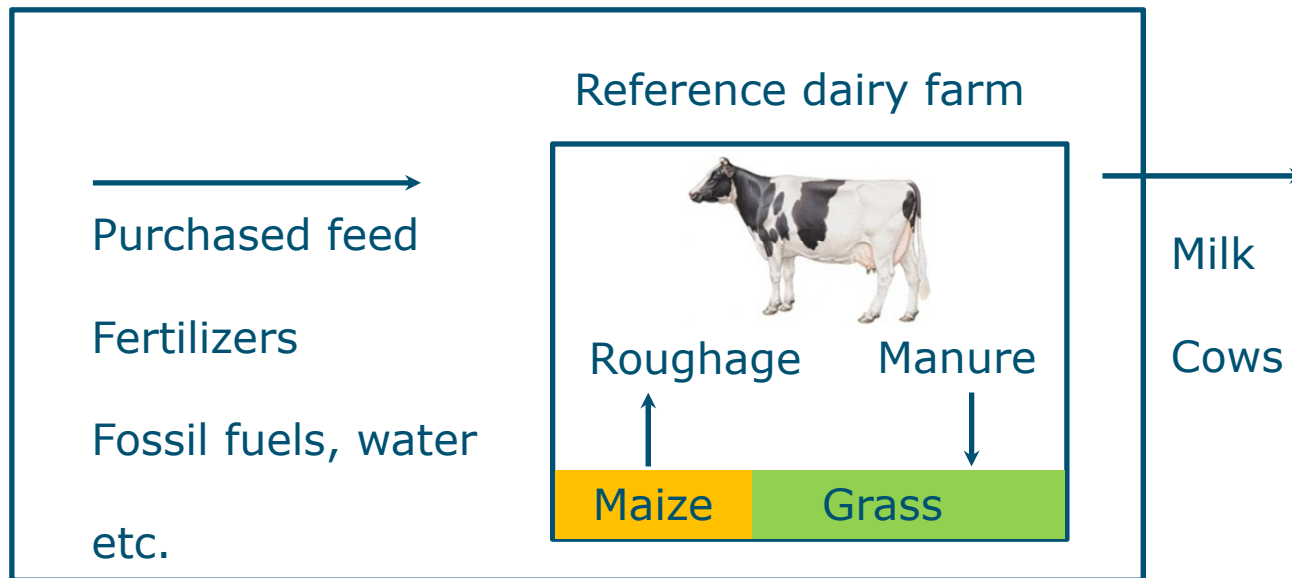 Reference dairy farm
Purchased feed
Fertilizers
Fossil fuels, water
etc.
Roughage
Manure
Maize
Grass
Milk
Cows